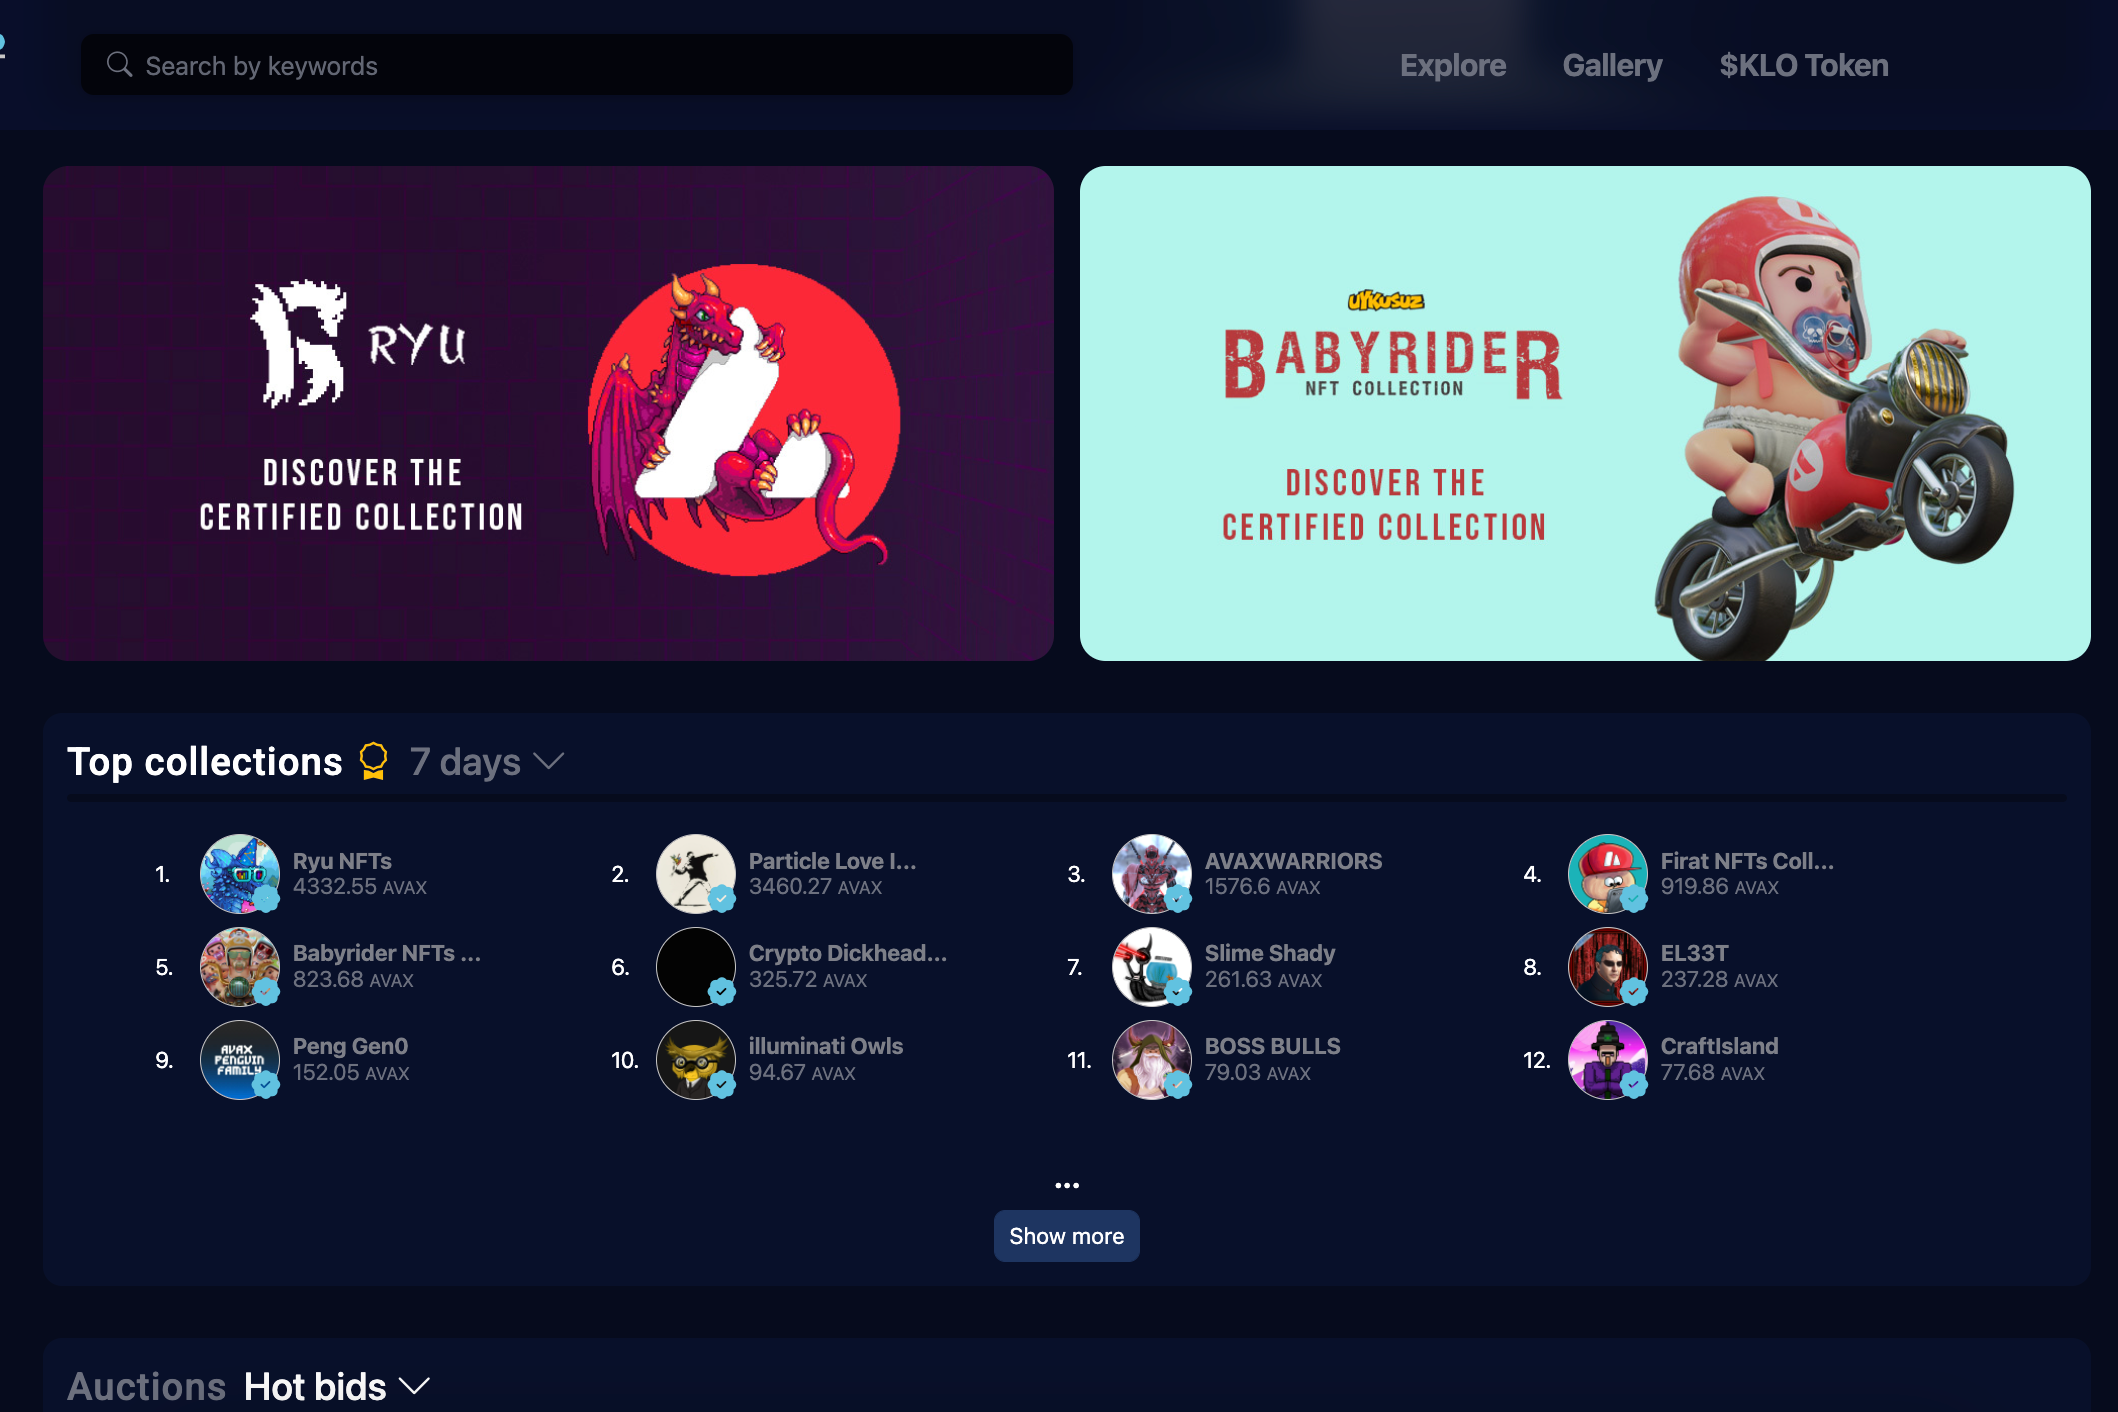 Search by keywords
Explore
Gallery
$KLO Token
RYU
DISCOVER THE
CERTIFIED COLLECTION
UYKUSUZ
BABYRIDER
NFT COLLECTION
DISCOVER THE
CERTIFIED COLLECTION
Top collections 7 days
1. Ryu NFTs
4332.55 AVAX
2. Particle Love I...
3460.27 AVAX
3. AVAXWARRIORS
1576.6 AVAX
4. Firat NFTs Coll...
919.86 AVAX
5. Babyrider NFTs ...
823.68 AVAX
6. Crypto Dickhead...
325.72 AVAX
7. Slime Shady
261.63 AVAX
8. EL33T
237.28 AVAX
AVAX
PENGUIN
FAMILY
9. Peng Gen0
152.05 AVAX
10. illuminati Owls
94.67 AVAX
11. BOSS BULLS
79.03 AVAX
12. CraftIsland
77.68 AVAX
...
Show more
Auctions Hot bids